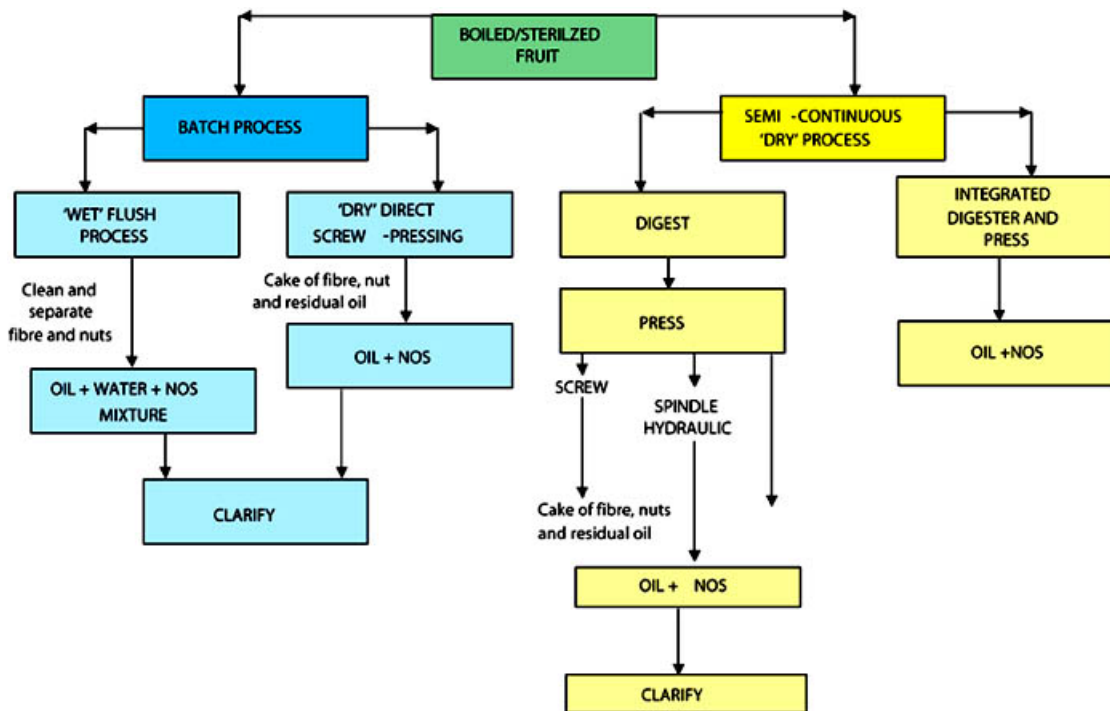 BOILED/STERILZED
FRUIT
BATCH PROCESS
SEMI -CONTINUOUS
'DRY' PROCESS
'WET' FLUSH
PROCESS
'DRY' DIRECT
SCREW -PRESSING
DIGEST
INTEGRATED
DIGESTER AND
PRESS
Clean and
separate
fibre and nuts
Cake of fibre, nut
and residual oil
PRESS
OIL + NOS
OIL +NOS
OIL + WATER + NOS
MIXTURE
SCREW
SPINDLE
HYDRAULIC
CLARIFY
Cake of fibre, nuts
and residual oil
OIL + NOS
CLARIFY